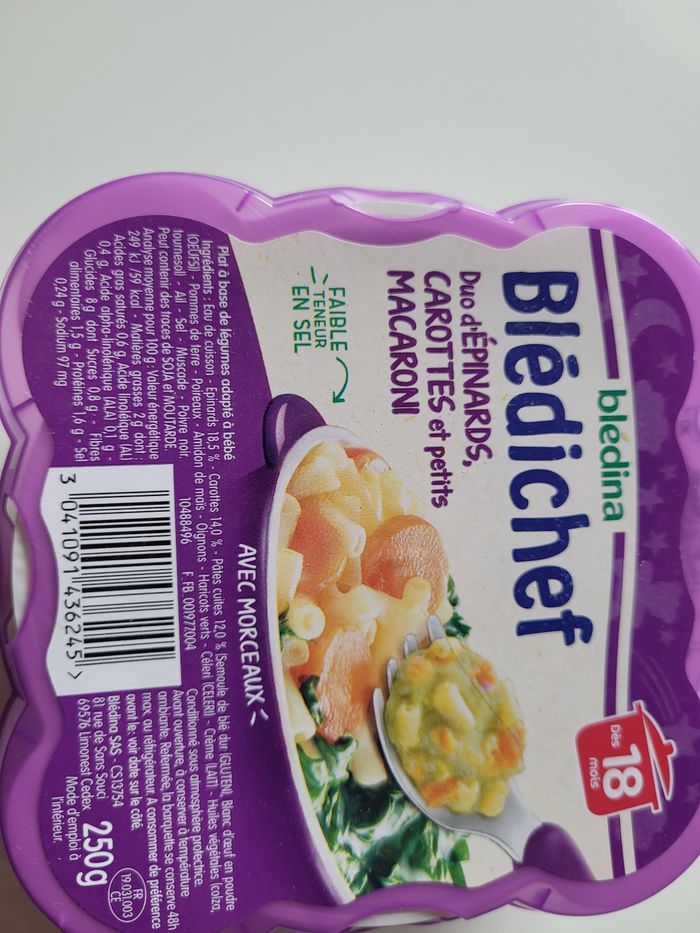 blédina
Blédichef
Dès
18
mois
Duo d'ÉPINARDS,
CAROTTES et petits
MACARONI
FAIBLE
TENEUR
EN SEL
AVEC MORCEAUX
Plat à base de légumes adapté à bébé
Ingrédients : Eau de cuisson - Epinards 18,5 % - Carottes 14,0 % - Pâtes cuites 12,0 % (Semoule de blé dur (GLUTEN), Blanc d'œuf en poudre
(OEUFS)) - Pommes de terre - Poireaux - Amidon de maïs - Oignons - Haricots verts - Céleri (CELERI) - Crème (LAIT) - Huiles végétales (colza,
tournesol) - Ail - Sel - Muscade - Poivre noir.
Peut contenir des traces de SOJA et MOUTARDE.
10488496 F. FB 001977004
Analyse moyenne pour 100 g : Valeur énergétique
249 kJ /59 kcal - Matières grasses 2 g dont :
Acides gras saturés 0,6 g, Acide linoléique (AL)
0,4 g, Acide alpha-linolénique (ALA) 0,1 g -
Glucides 8 g dont Sucres 0,8 g - Fibres
alimentaires 1,5 g - Protéines 1,6 g - Sel
0,24 g - Sodium 97 mg
3 041091 436245 >
Conditionné sous atmosphère protectrice.
Avant ouverture, à conserver à température
ambiante. Refermée, la barquette se conserve 48h
max au réfrigérateur. A consommer de préférence
avant le : voir date sur le côté.
Blédina SAS - CS13754
81 rue de Sans Souci
69576 Limonest Cedex
Mode d'emploi à
l'intérieur.
250g
FR
19.031.003
CE